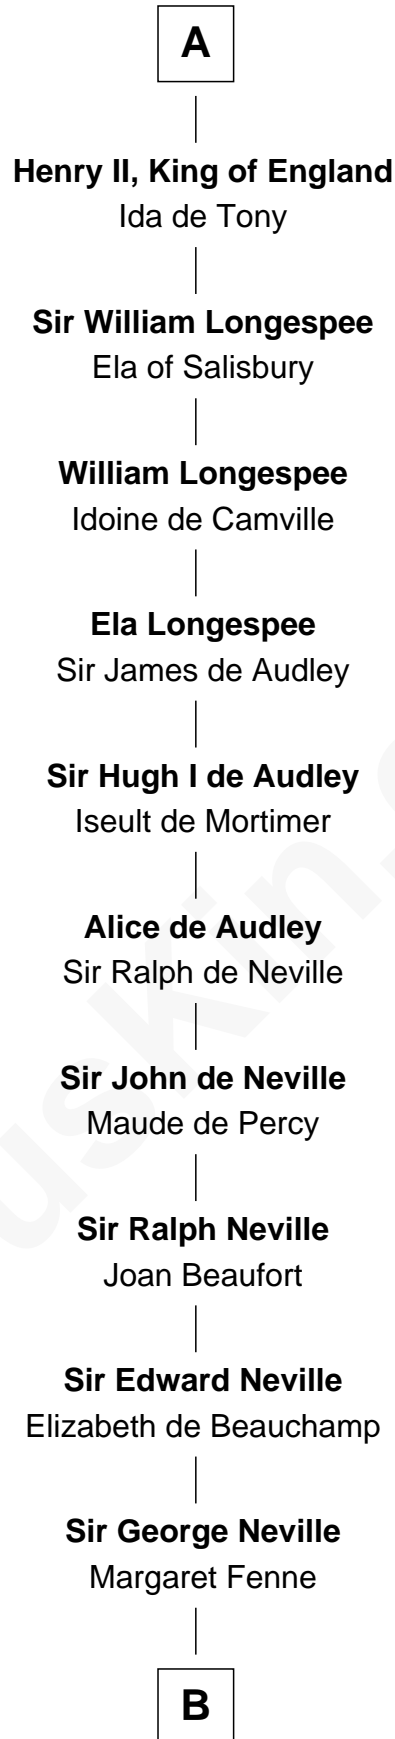 A
Henry II, King of England
Ida de Tony
Sir William Longespee
Ela of Salisbury
William Longespee
Idoine de Camville
Ela Longespee
Sir James de Audley
Sir Hugh I de Audley
Iseult de Mortimer
Alice de Audley
Sir Ralph de Neville
Sir John de Neville
Maude de Percy
Sir Ralph Neville
Joan Beaufort
Sir Edward Neville
Elizabeth de Beauchamp
Sir George Neville
Margaret Fenne
B